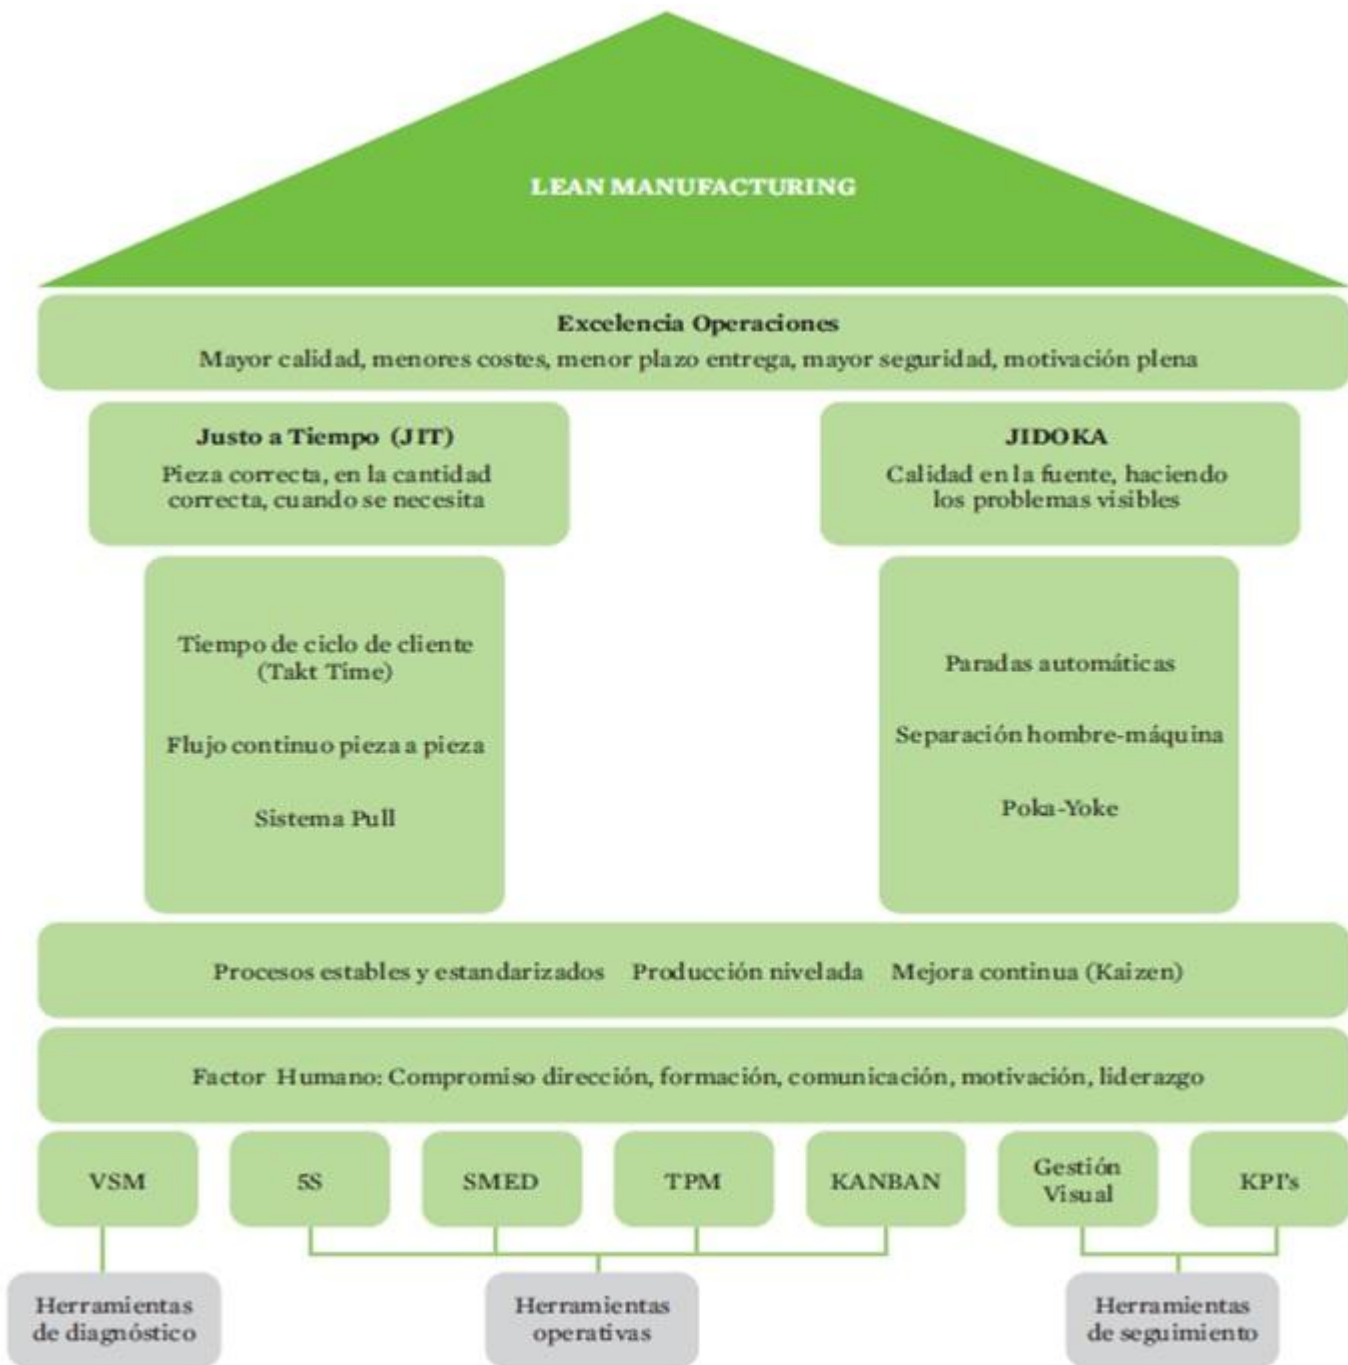 LEAN MANUFACTURING
Excelencia Operaciones
Mayor calidad, menores costes, menor plazo entrega, mayor seguridad, motivación plena
Justo a Tiempo (JIT)
Pieza correcta, en la cantidad
correcta, cuando se necesita
JIDOKA
Calidad en la fuente, haciendo
los problemas visibles
Tiempo de ciclo de cliente
(Takt Time)
Flujo continuo pieza a pieza
Sistema Pull
Paradas automáticas
Separación hombre-máquina
Poka-Yoke
Procesos estables y estandarizados Producción nivelada Mejora continua (Kaizen)
Factor Humano: Compromiso dirección, formación, comunicación, motivación, liderazgo
VSM
5S
SMED
TPM
KANBAN
Gestión
Visual
KPI's
Herramientas
de diagnóstico
Herramientas
operativas
Herramientas
de seguimiento